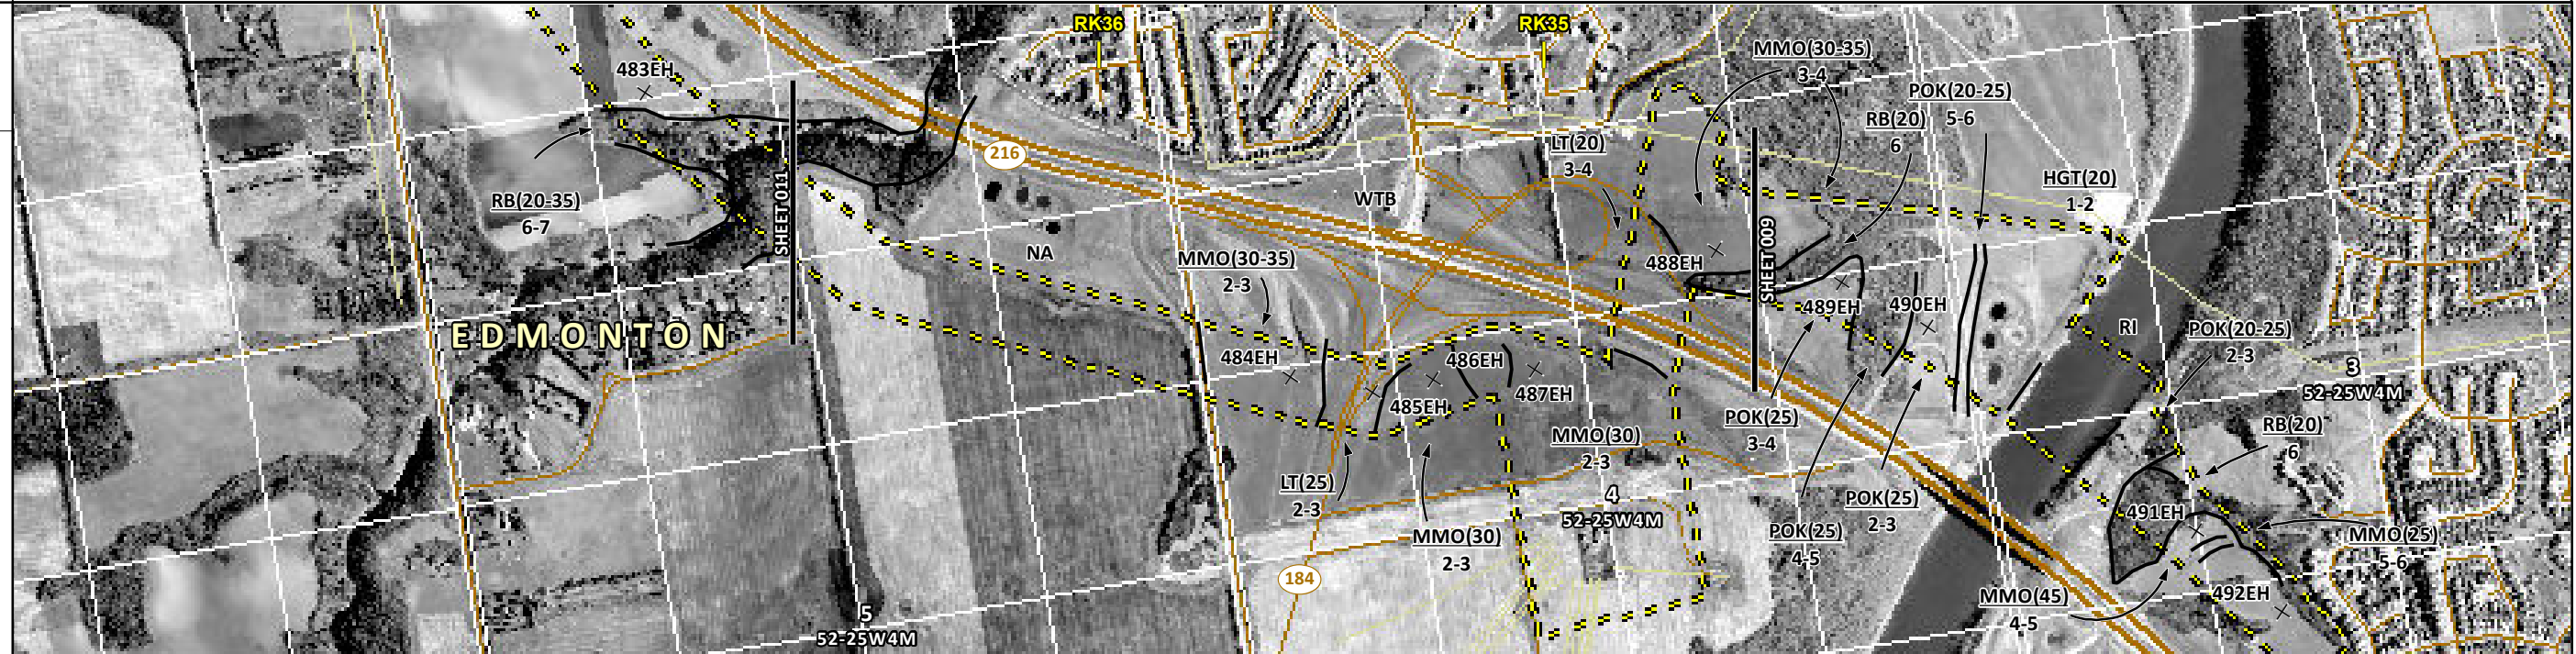 RK36
RK35
MMO(30-35)
3-4
483EH
POK(20-25)
5-6
RB(20)
6
LT(20)
3-4
216
HGT(20)
1-2
SHEET 011
RB(20-35)
6-7
WTB
SHEET 009
NA
MMO(30-35)
2-3
488EH
489EH
490EH
RI
POK(20-25)
2-3
EDMONTON
484EH
486EH
485EH
487EH
3
52-25W4M
POK(25)
3-4
RB(20)
6
MMO(30)
2-3
LT(25)
2-3
4
52-25W4M
POK(25)
2-3
491EH
POK(25)
4-5
MMO(30)
2-3
MMO(25)
5-6
184
492EH
MMO(45)
4-5
5
52-25W4M